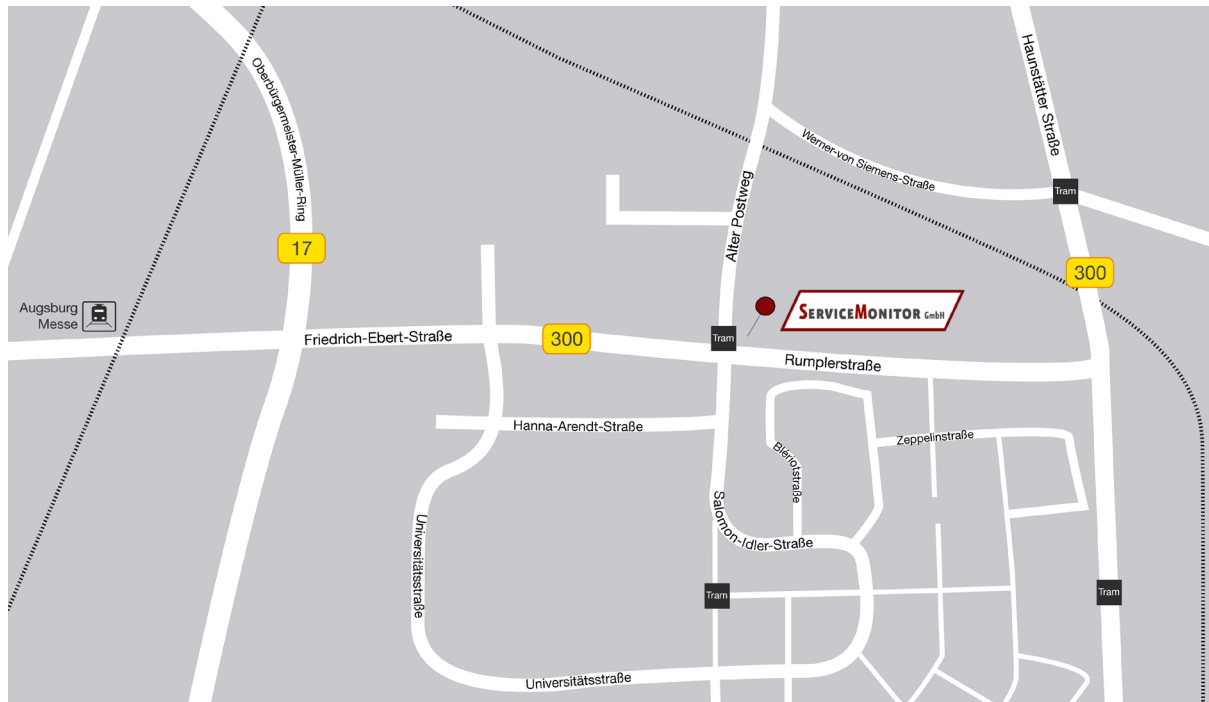 Haunstätter Straße
Oberbürgermeister-Müller-Ring
Werner-von Siemens-Straße
Tram
Alter Postweg
17
300
Augsburg
Messe
SERVICEMONITOR GmbH
Friedrich-Ebert-Straße
300
Tram
Rumplerstraße
Hanna-Arendt-Straße
Zeppelinstraße
Blériotstraße
Salomon-Idler-Straße
Universitätsstraße
Tram
Tram
Universitätsstraße